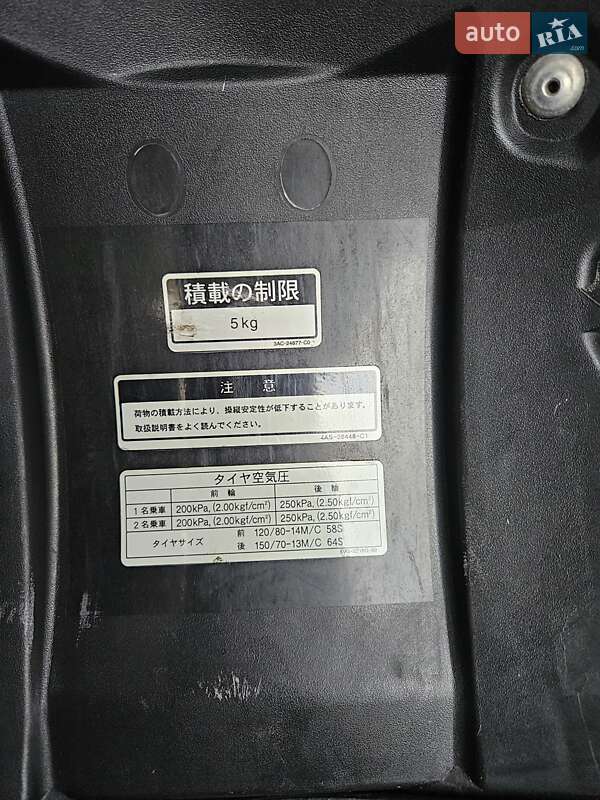 auto RIA .com
積載の制限
5kg
3AC-24877-C0
注 意
荷物の積載方法により、操縦安定性が低下することがあります。
取扱説明書をよく読んでください。
4AS-28448-C1
タイヤ空気圧
前輪 後輪
1名乗車 200kPa, (2.00kgf/cm²) 250kPa, (2.50kgf/cm²)
2名乗車 200kPa, (2.00kgf/cm²) 250kPa, (2.50kgf/cm²)
タイヤサイズ 前 120/80-14M/C 58S
後 150/70-13M/C 64S